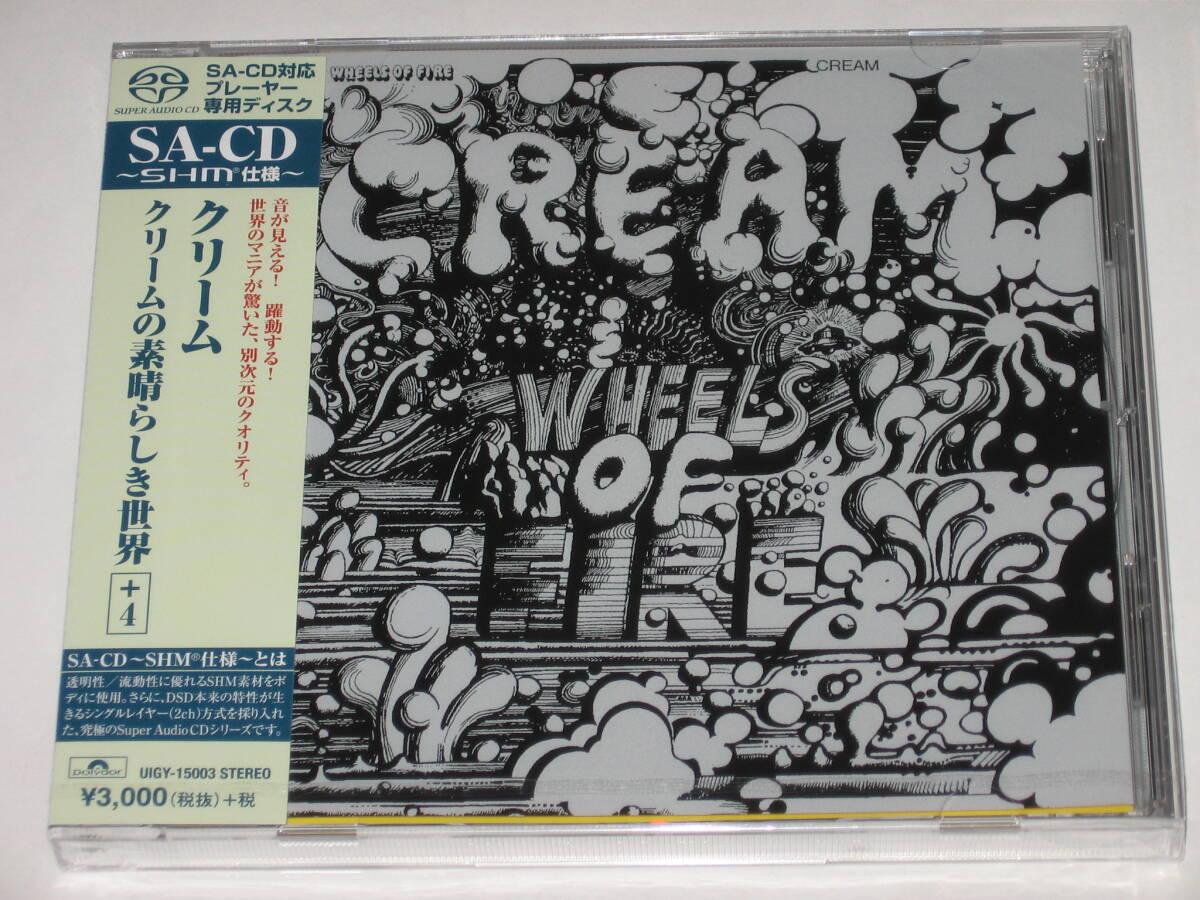 SUPER AUDIO CD
SA-CD対応
プレーヤー
専用ディスク
SA-CD
～SHM®仕様～
音が見える! 躍動する!
世界のマニアが驚いた、別次元のクオリティ。
クリーム
クリームの素晴らしき世界 +4
SA-CD～SHM®仕様～とは
透明性/流動性に優れるSHM素材をボ
ディに使用。さらに、DSD本来の特性が生
きるシングルレイヤー(2ch)方式を採り入れ
た、究極のSuper Audio CDシリーズです。
polydor
UIGY-15003 STEREO
¥3,000(税抜)+税
WHEELS OF FIRE
CREAM
CREAM
WHEELS
OF
FIRE